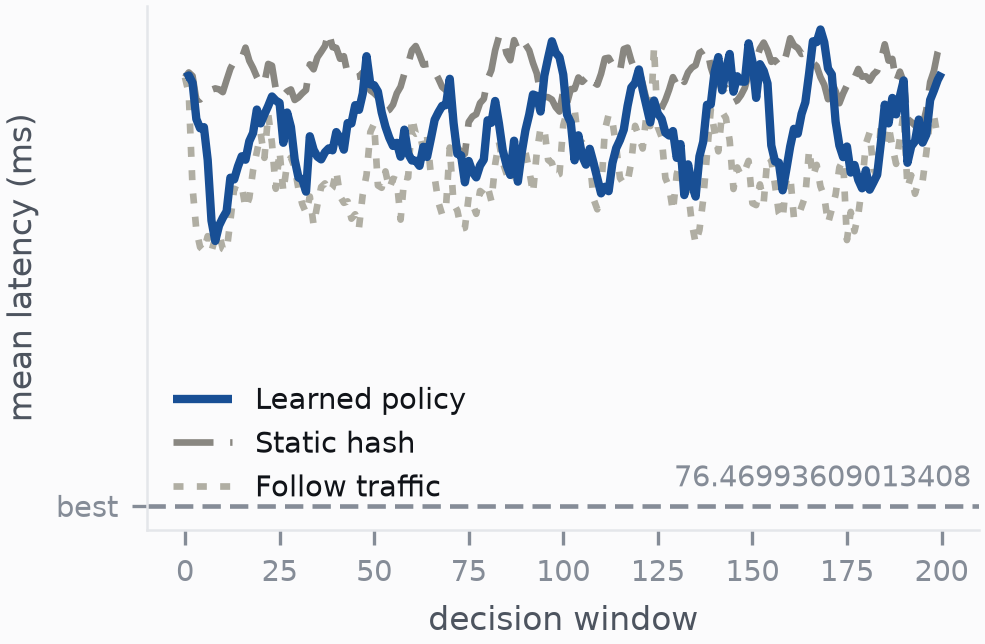 mean latency (ms)
Learned policy
Static hash
Follow traffic
76.46993609013408
best
0 25 50 75 100 125 150 175 200
decision window